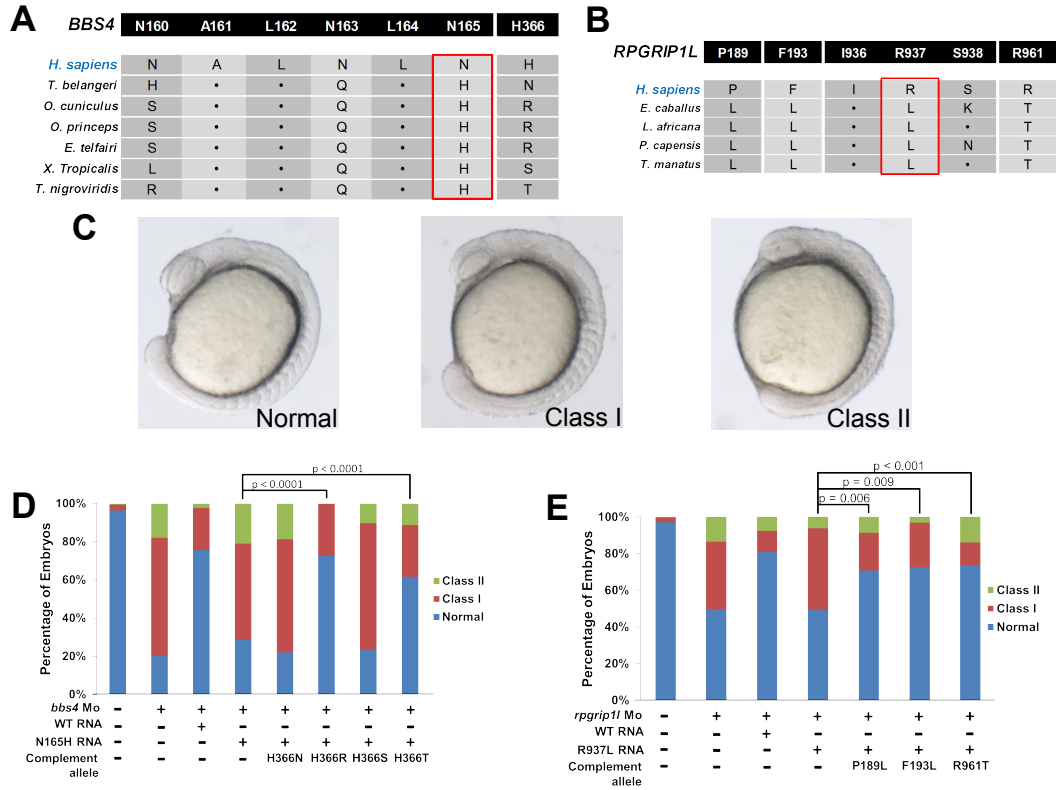 A
BBS4 N160 A161 L162 N163 L164 N165 H366
H. sapiens N A L N L N H
T. belangeri H • • Q • H N
O. cuniculus S • • Q • H R
O. princeps S • • Q • H R
E. telfairi S • • Q • H R
X. Tropicalis L • • Q • H S
T. nigroviridis R • • Q • H T
B
RPGRIP1L P189 F193 I936 R937 S938 R961
H. sapiens P F I R S R
E. caballus L L • L K T
L. africana L L • L • T
P. capensis L L • L N T
T. manatus L L • L • T
C
Normal
Class I
Class II
D
p < 0.0001
p < 0.0001
Percentage of Embryos
100%
80%
60%
40%
20%
0%
Class II
Class I
Normal
bbs4 Mo - + + + + + + +
WT RNA - - + - - - - -
N165H RNA - - - + + + + +
Complement allele - - - - H366N H366R H366S H366T
E
p < 0.001
p = 0.009
p = 0.006
Percentage of Embryos
100%
80%
60%
40%
20%
0%
Class II
Class I
Normal
rpgrip1l Mo - + + + + + +
WT RNA - - + - - - -
R937L RNA - - - + + + +
Complement allele - - - - P189L F193L R961T